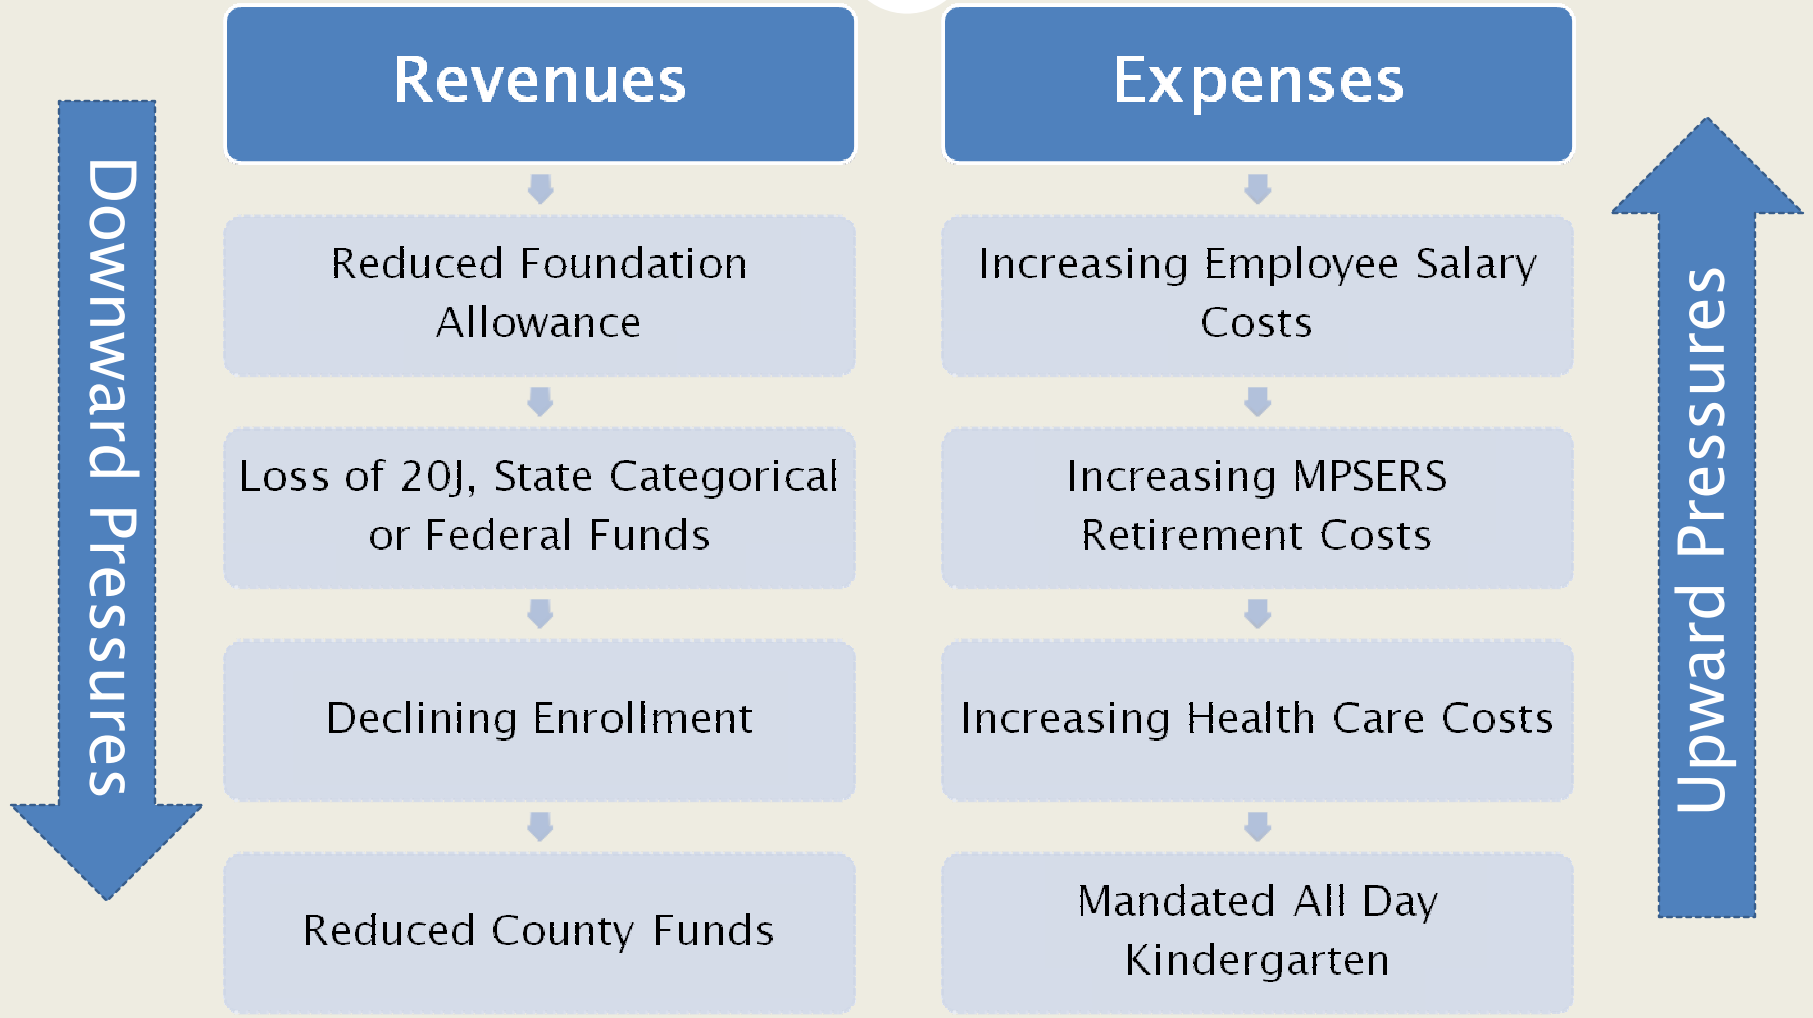 Revenues
Expenses
Downward Pressures
Reduced Foundation
Allowance
Loss of 20J, State Categorical
or Federal Funds
Declining Enrollment
Reduced County Funds
Increasing Employee Salary
Costs
Increasing MPSERS
Retirement Costs
Increasing Health Care Costs
Mandated All Day
Kindergarten
Upward Pressures